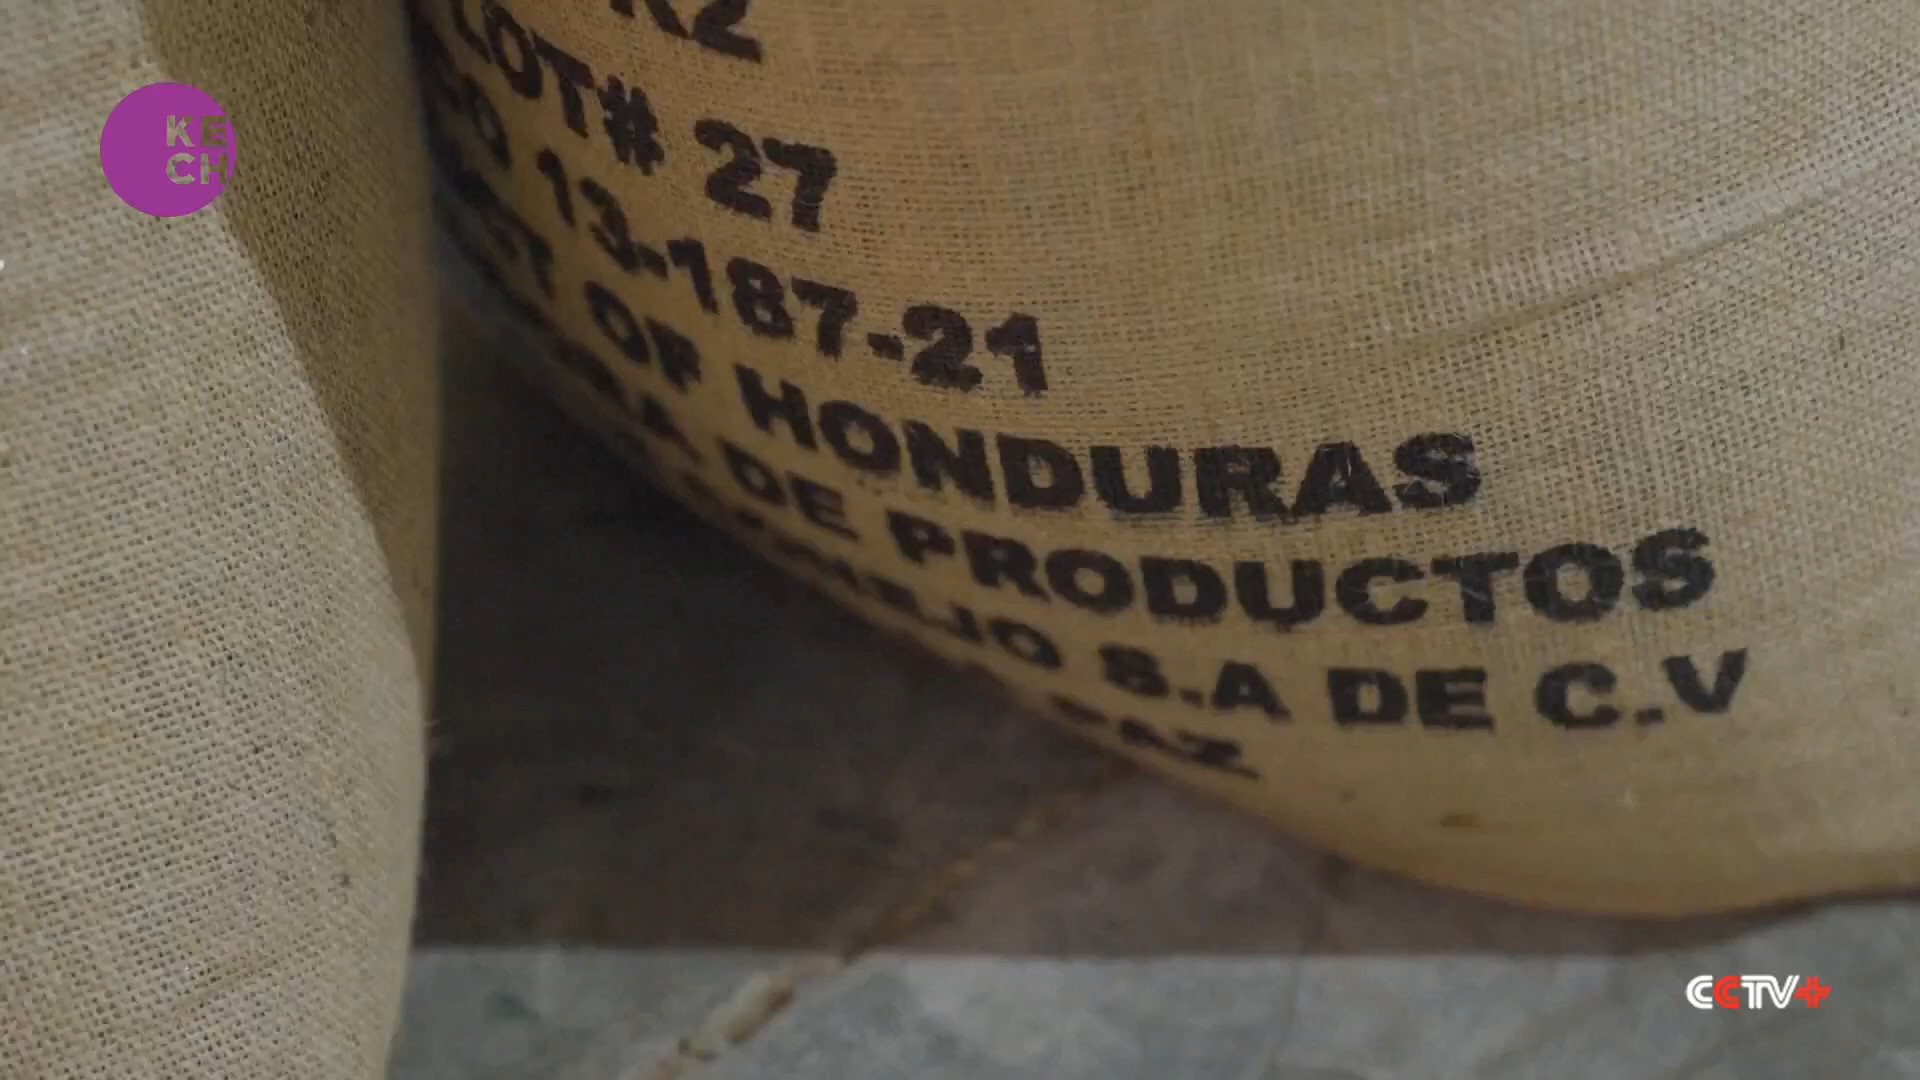 KE
CH
LOT# 27
13-187-21
OF HONDURAS
DE PRODUCTOS
S.A DE C.V
CCTV+